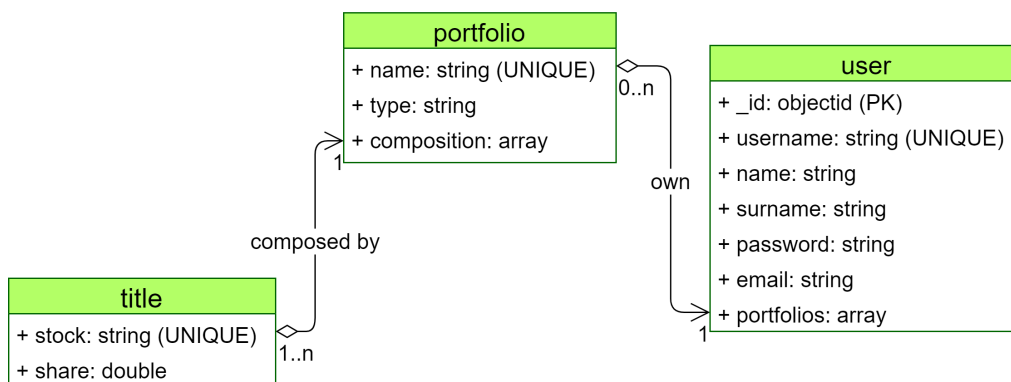 portfolio
+ name: string (UNIQUE)
+ type: string
+ composition: array
0..n
1
own
composed by
user
+ _id: objectid (PK)
+ username: string (UNIQUE)
+ name: string
+ surname: string
+ password: string
+ email: string
+ portfolios: array
1
title
+ stock: string (UNIQUE)
+ share: double
1..n